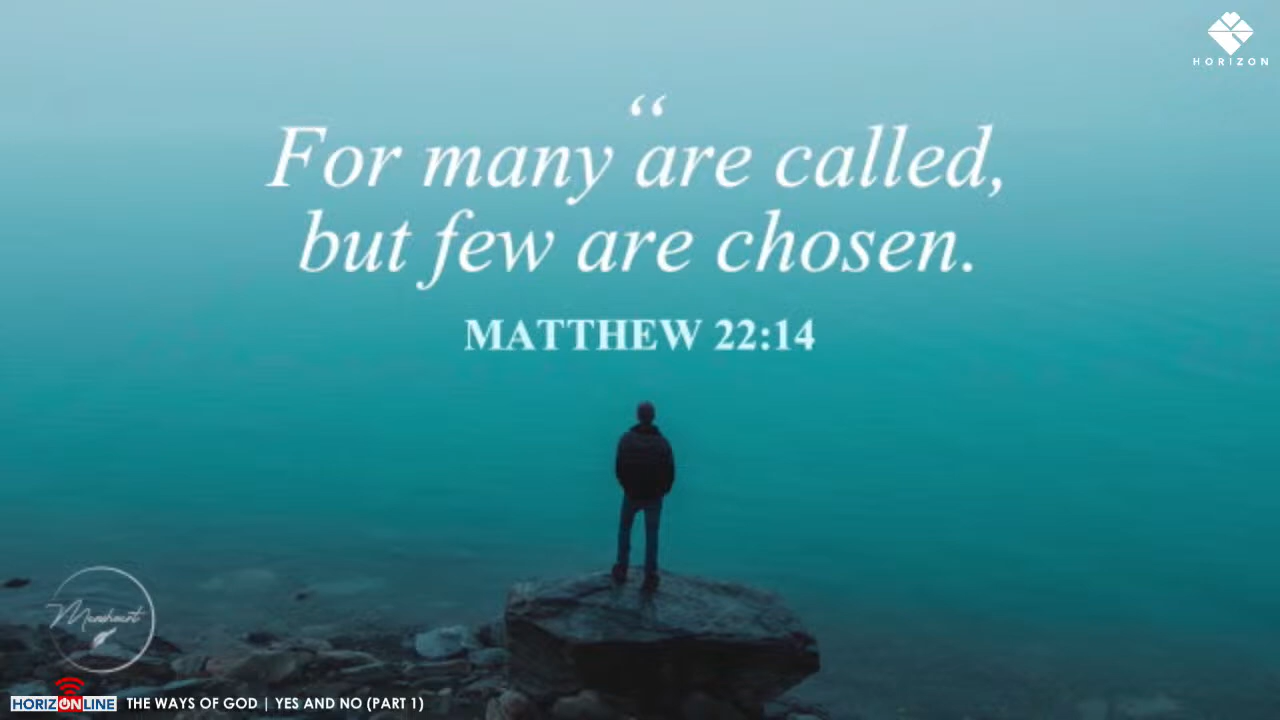 HORIZON
“
For many are called,
but few are chosen.
MATTHEW 22:14
HORIZONLINE THE WAYS OF GOD | YES AND NO (PART 1)